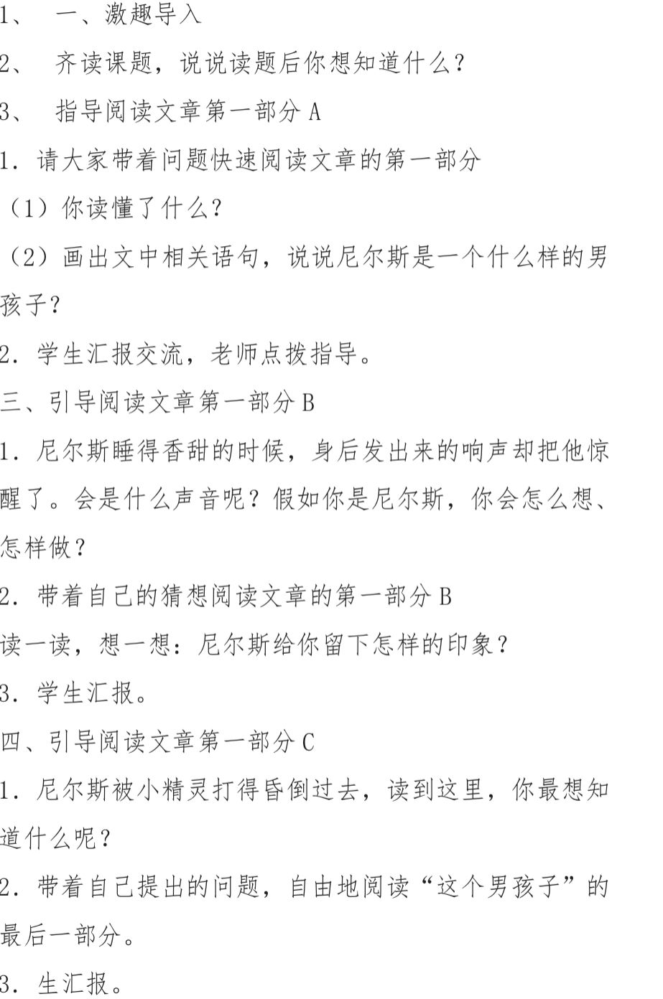 1、 一、激趣导入
2、 齐读课题，说说读题后你想知道什么？
3、 指导阅读文章第一部分 A
1．请大家带着问题快速阅读文章的第一部分
（1）你读懂了什么？
（2）画出文中相关语句，说说尼尔斯是一个什么样的男
孩子？
2．学生汇报交流，老师点拨指导。
三、引导阅读文章第一部分 B
1．尼尔斯睡得香甜的时候，身后发出来的响声却把他惊
醒了。会是什么声音呢？假如你是尼尔斯，你会怎么想、
怎样做？
2．带着自己的猜想阅读文章的第一部分 B
读一读，想一想：尼尔斯给你留下怎样的印象？
3．学生汇报。
四、引导阅读文章第一部分 C
1．尼尔斯被小精灵打得昏倒过去，读到这里，你最想知
道什么呢？
2．带着自己提出的问题，自由地阅读“这个男孩子”的
最后一部分。
3．生汇报。